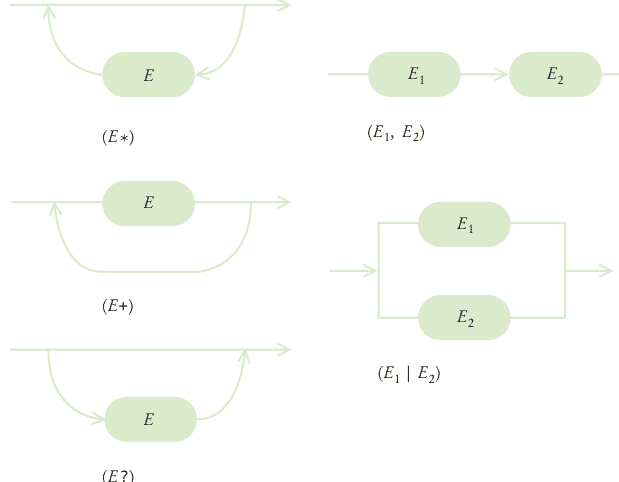 E
(E*)
E
(E+)
E
(E?)
E₁ E₂
(E₁, E₂)
E₁
E₂
(E₁ | E₂)